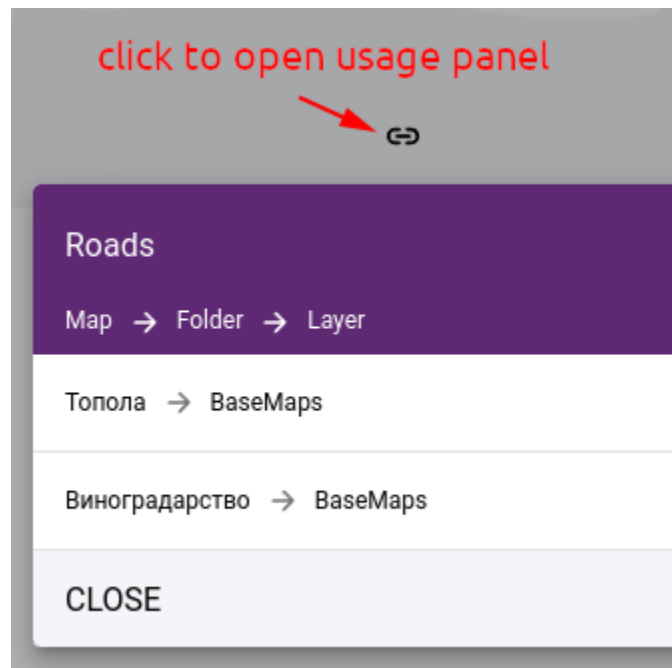 click to open usage panel
Roads
Map → Folder → Layer
Топола → BaseMaps
Виноградарство → BaseMaps
CLOSE